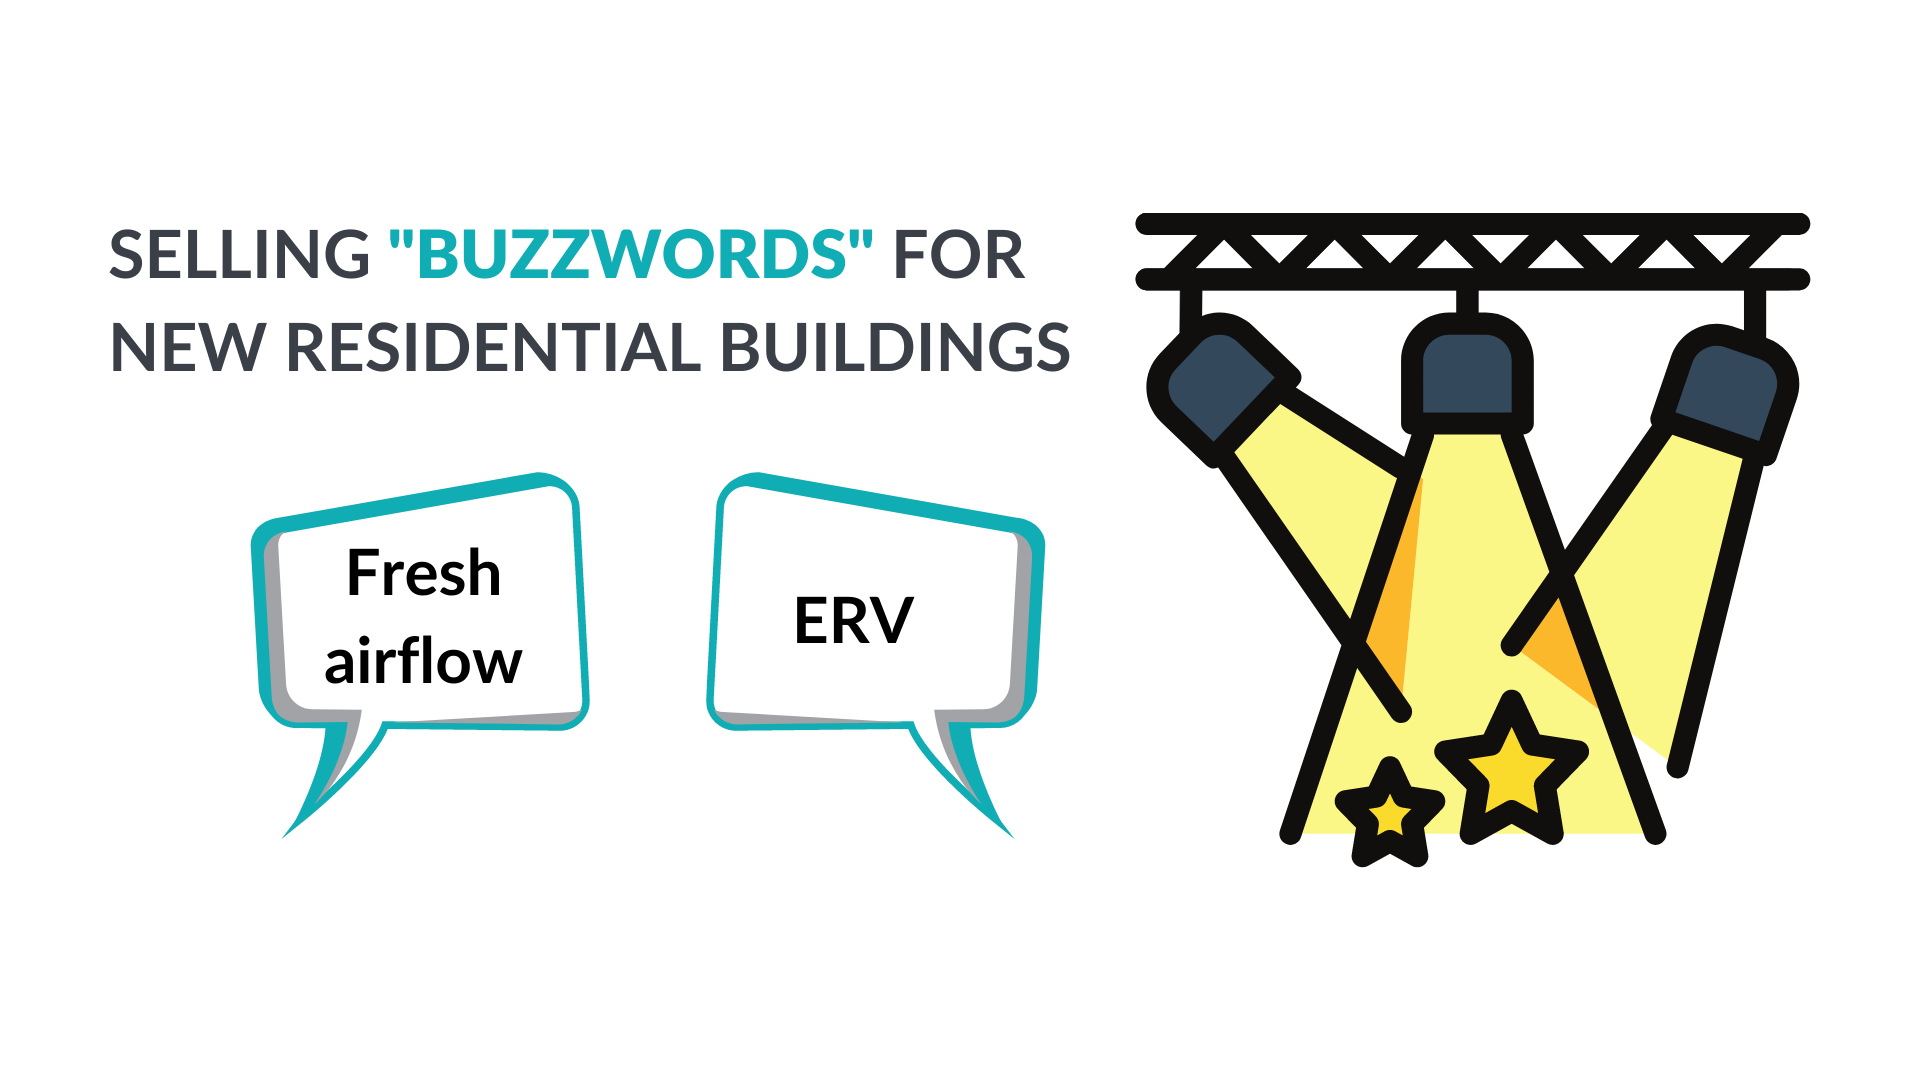 SELLING "BUZZWORDS" FOR
NEW RESIDENTIAL BUILDINGS
Fresh
airflow
ERV